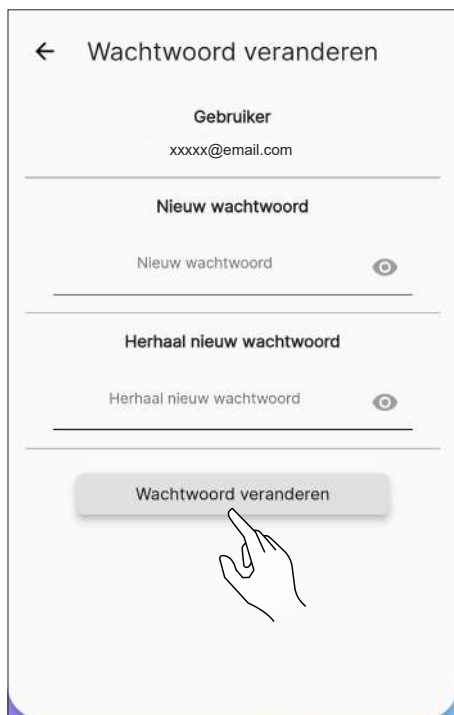 Wachtwoord veranderen
Gebruiker
xxxxx@email.com
Nieuw wachtwoord
Nieuw wachtwoord
Herhaal nieuw wachtwoord
Herhaal nieuw wachtwoord
Wachtwoord veranderen